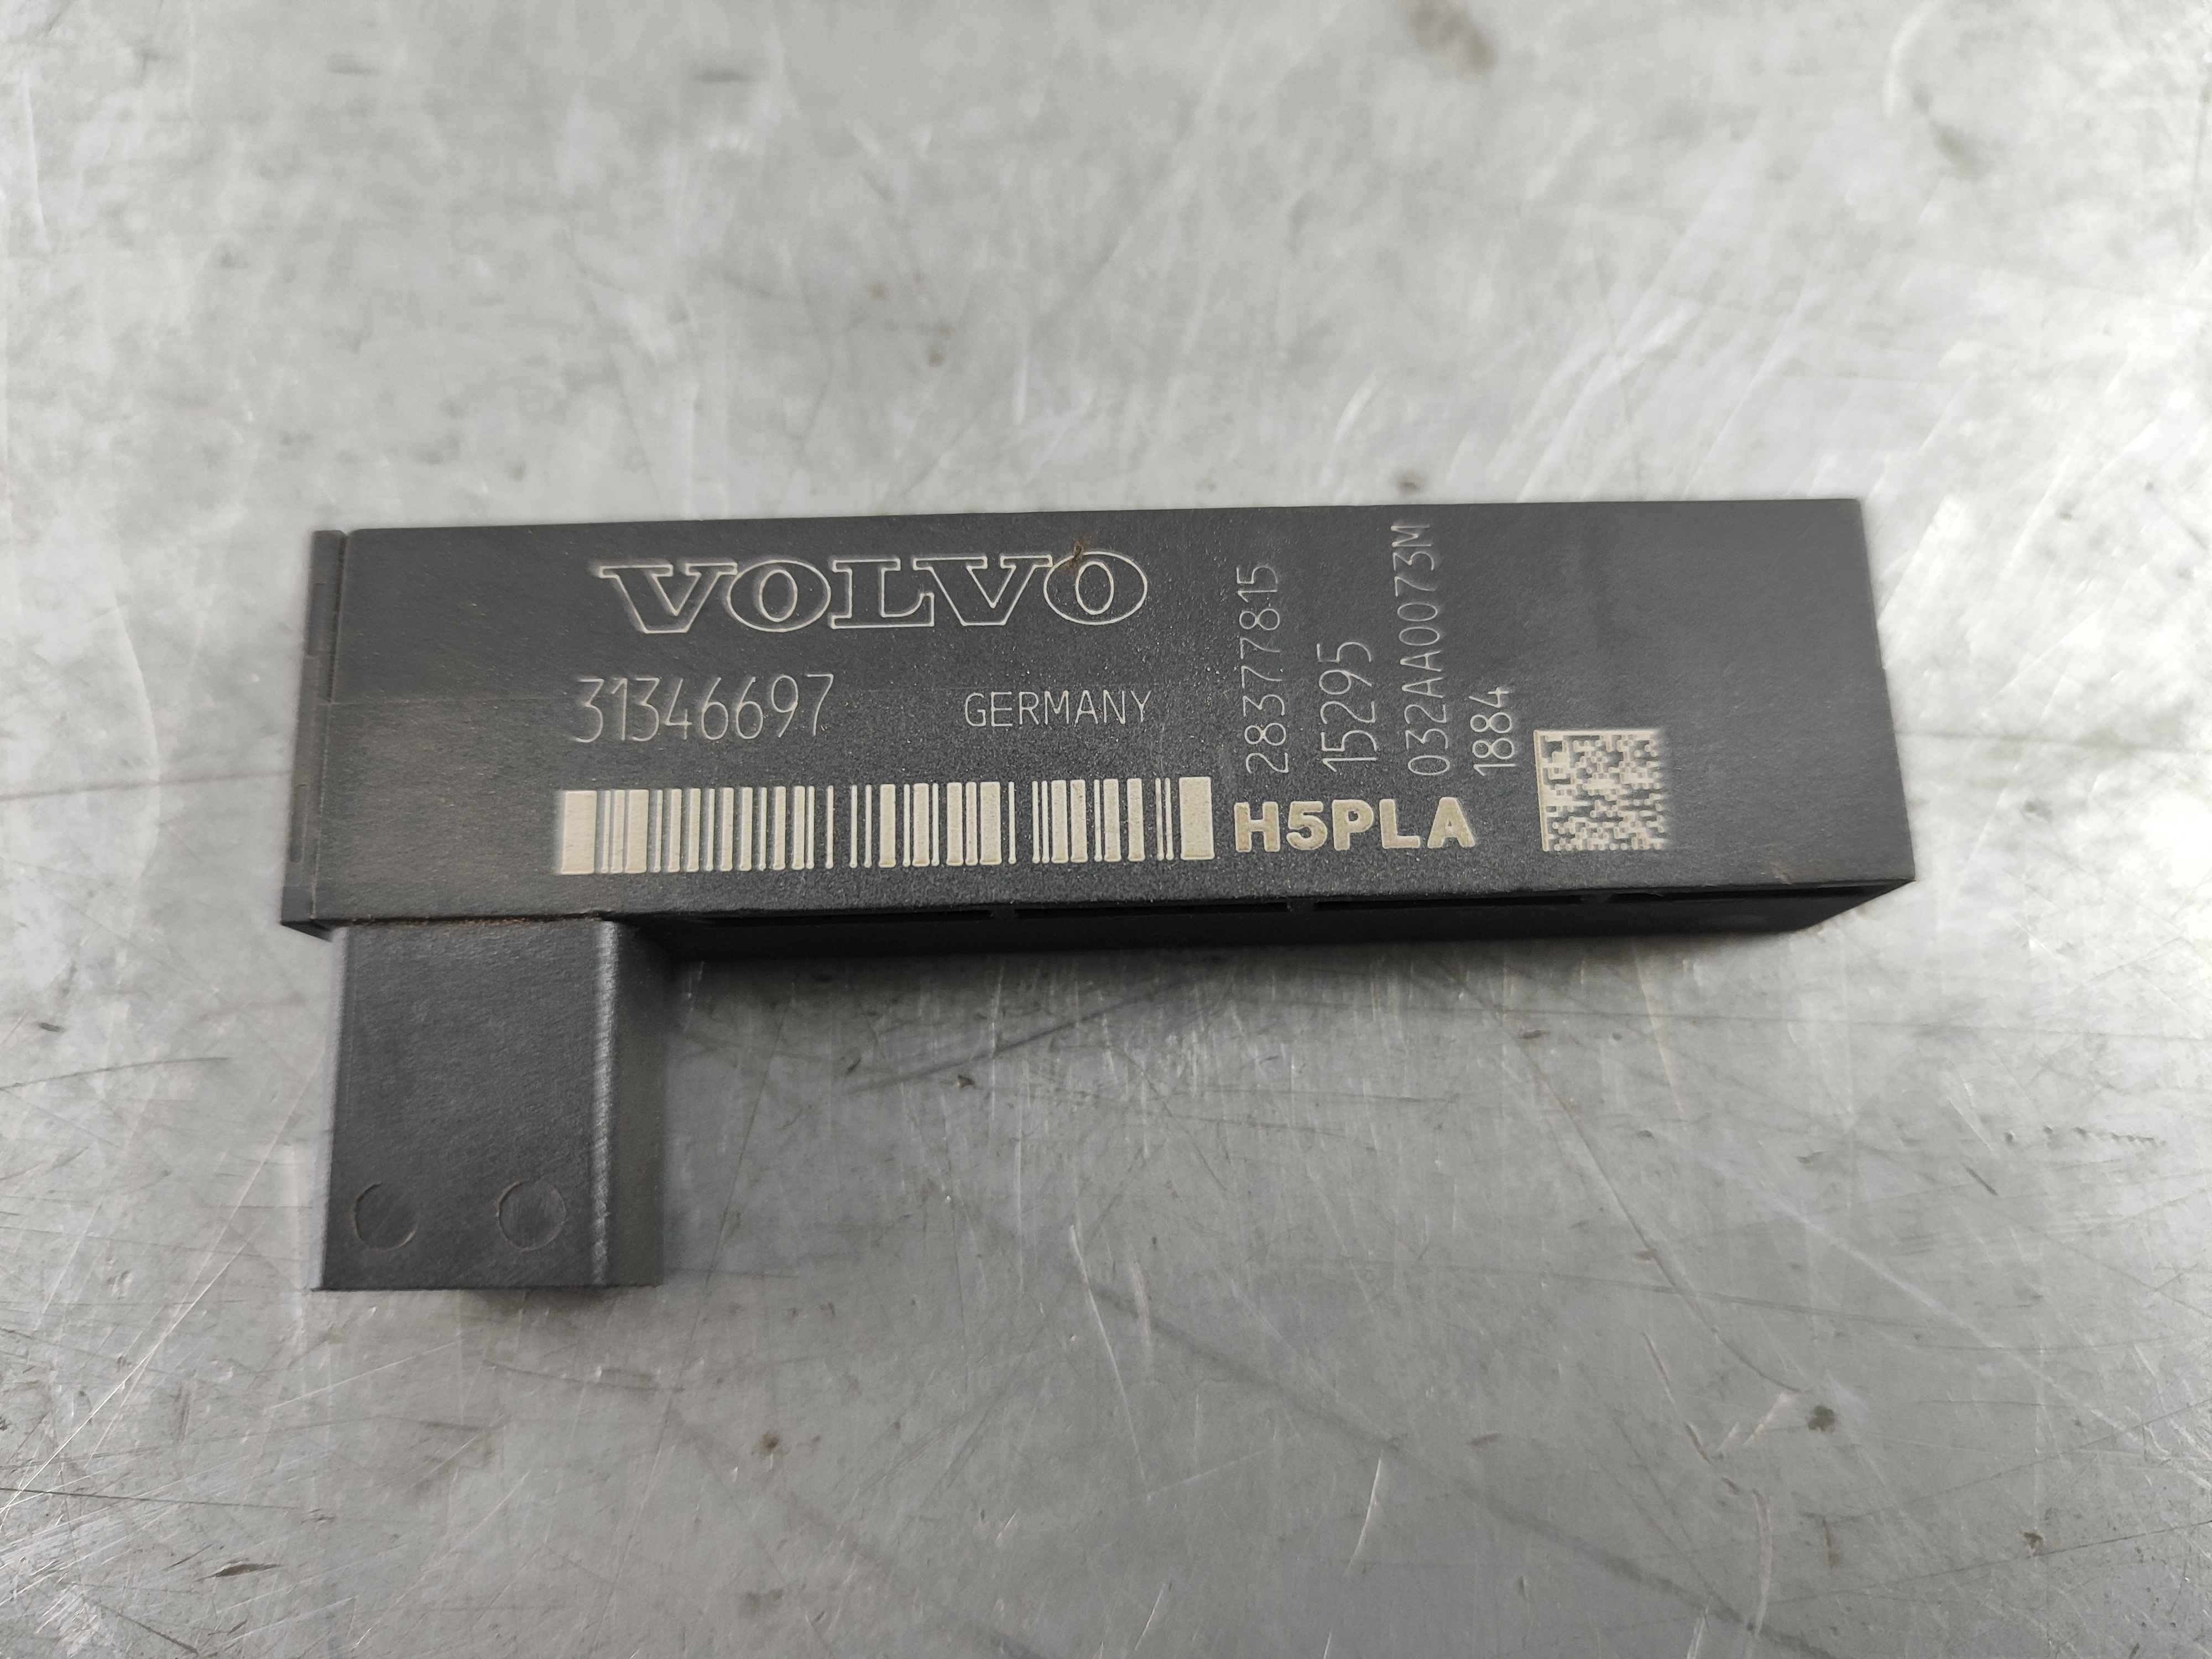 VOLVO
31346697
GERMANY
28377815
15295
032AA0073M
1884
H5PLA